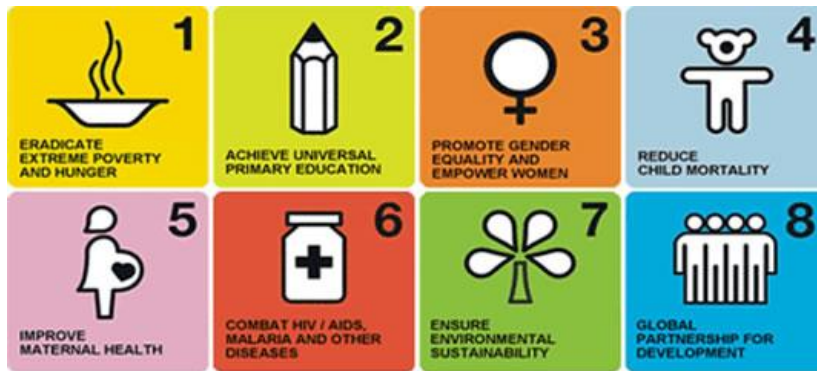 1
ERADICATE
EXTREME POVERTY
AND HUNGER
2
ACHIEVE UNIVERSAL
PRIMARY EDUCATION
3
PROMOTE GENDER
EQUALITY AND
EMPOWER WOMEN
4
REDUCE
CHILD MORTALITY
5
IMPROVE
MATERNAL HEALTH
6
COMBAT HIV / AIDS,
MALARIA AND OTHER
DISEASES
7
ENSURE
ENVIRONMENTAL
SUSTAINABILITY
8
GLOBAL
PARTNERSHIP FOR
DEVELOPMENT